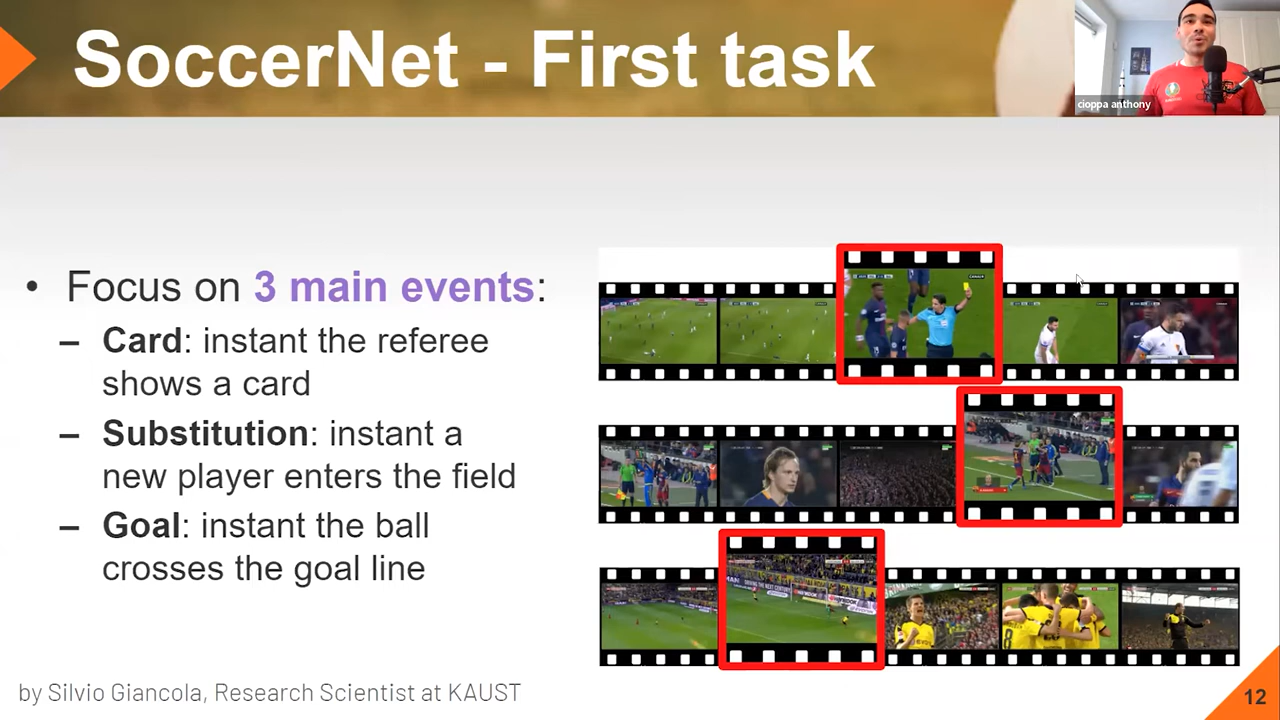 SoccerNet - First task
cioppa anthony
• Focus on 3 main events:
– Card: instant the referee
shows a card
– Substitution: instant a
new player enters the field
– Goal: instant the ball
crosses the goal line
by Silvio Giancola, Research Scientist at KAUST
12